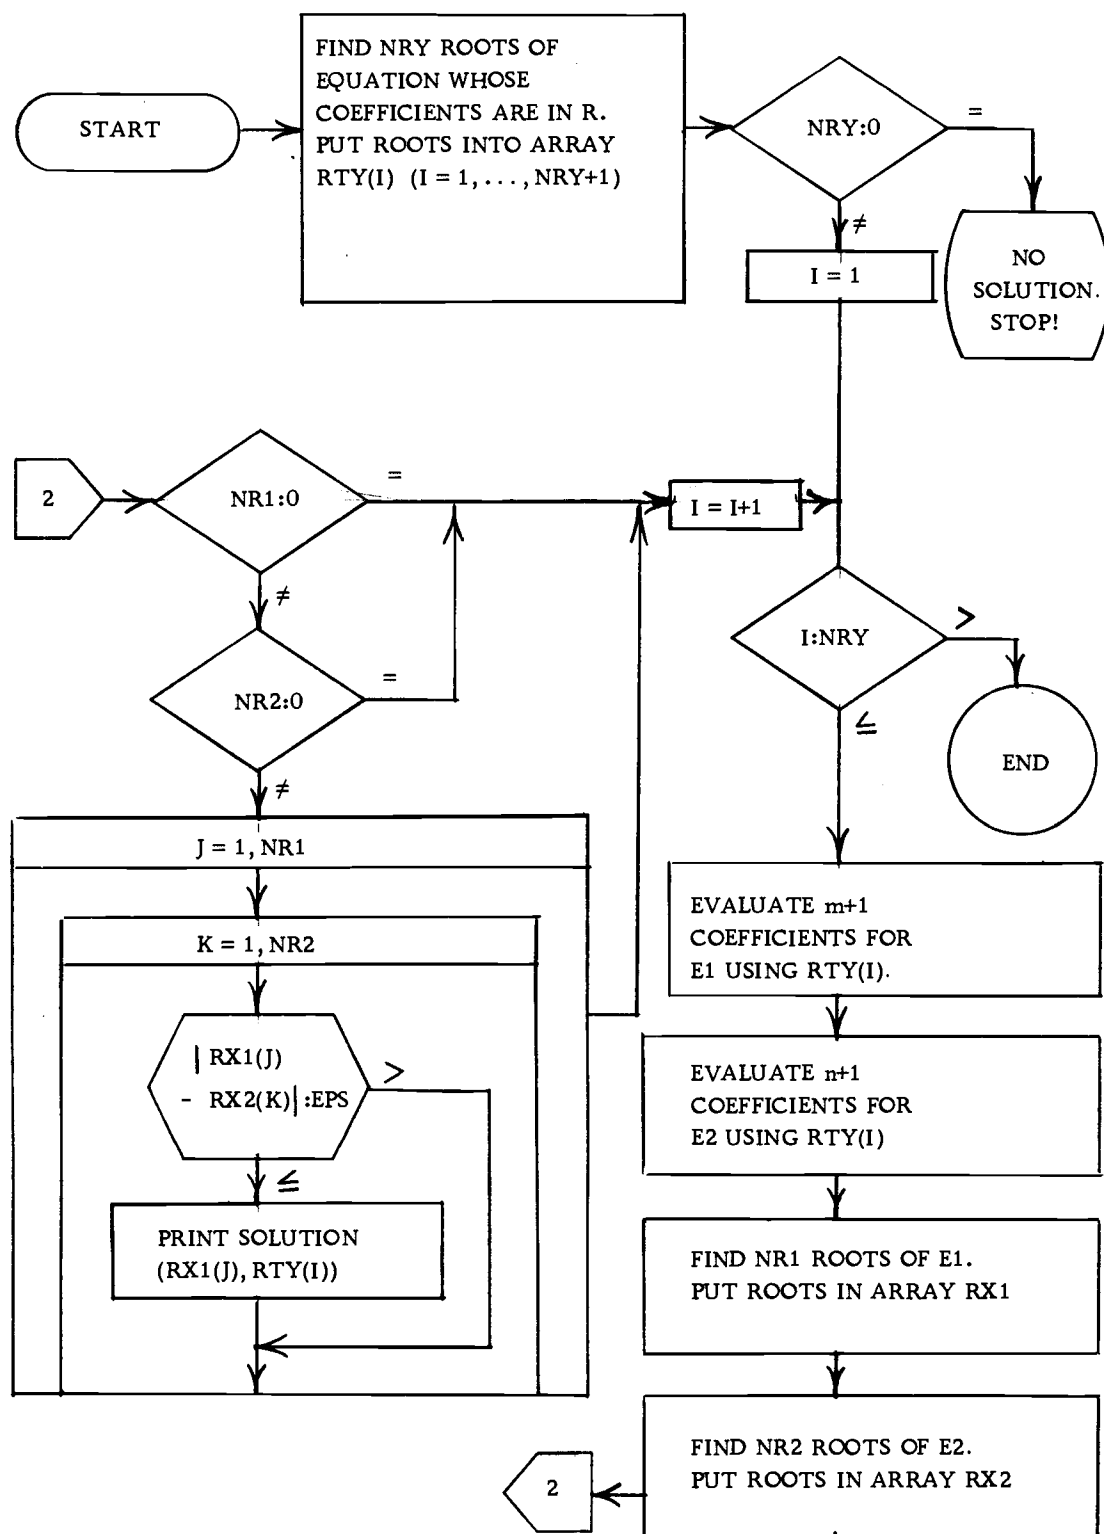 START
FIND NRY ROOTS OF
EQUATION WHOSE
COEFFICIENTS ARE IN R.
PUT ROOTS INTO ARRAY
RTY(I) (I = 1, . . . , NRY+1)
NRY:0
=
≠
I = 1
NO
SOLUTION.
STOP!
2
NR1:0
=
≠
I = I+1
NR2:0
=
≠
I:NRY
>
≤
END
J = 1, NR1
K = 1, NR2
| RX1(J)
- RX2(K)| :EPS
>
≤
PRINT SOLUTION
(RX1(J), RTY(I))
EVALUATE m+1
COEFFICIENTS FOR
E1 USING RTY(I).
EVALUATE n+1
COEFFICIENTS FOR
E2 USING RTY(I)
FIND NR1 ROOTS OF E1.
PUT ROOTS IN ARRAY RX1
FIND NR2 ROOTS OF E2.
PUT ROOTS IN ARRAY RX2
2